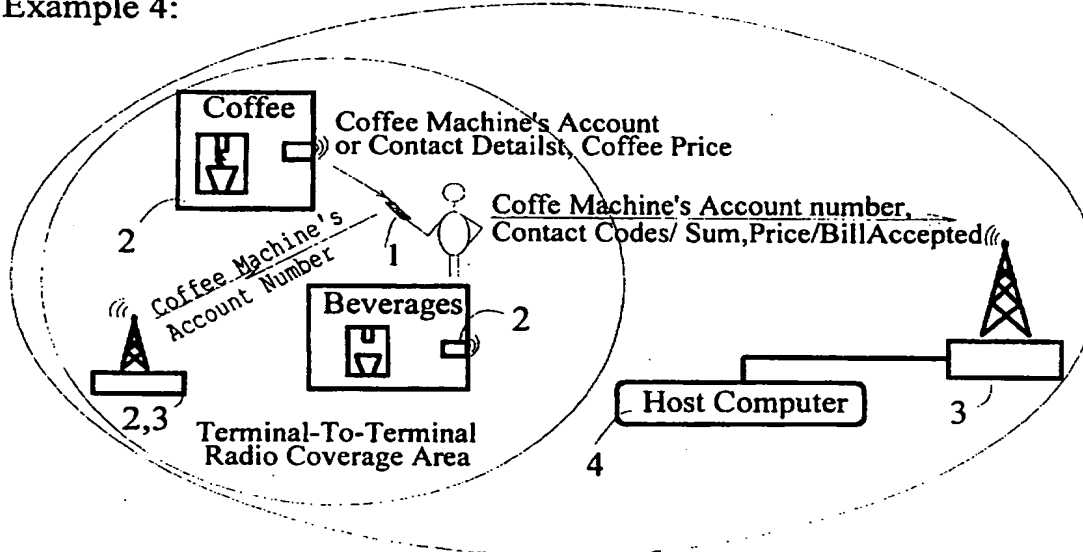 Example 4:
Coffee
Coffee Machine's Account
or Contact Detailst, Coffee Price
2
1
Coffe Machine's Account number,
Contact Codes/ Sum,Price/BillAccepted
Coffee Machine's
Account Number
Beverages
2
2,3
Terminal-To-Terminal
Radio Coverage Area
Host Computer
3
4